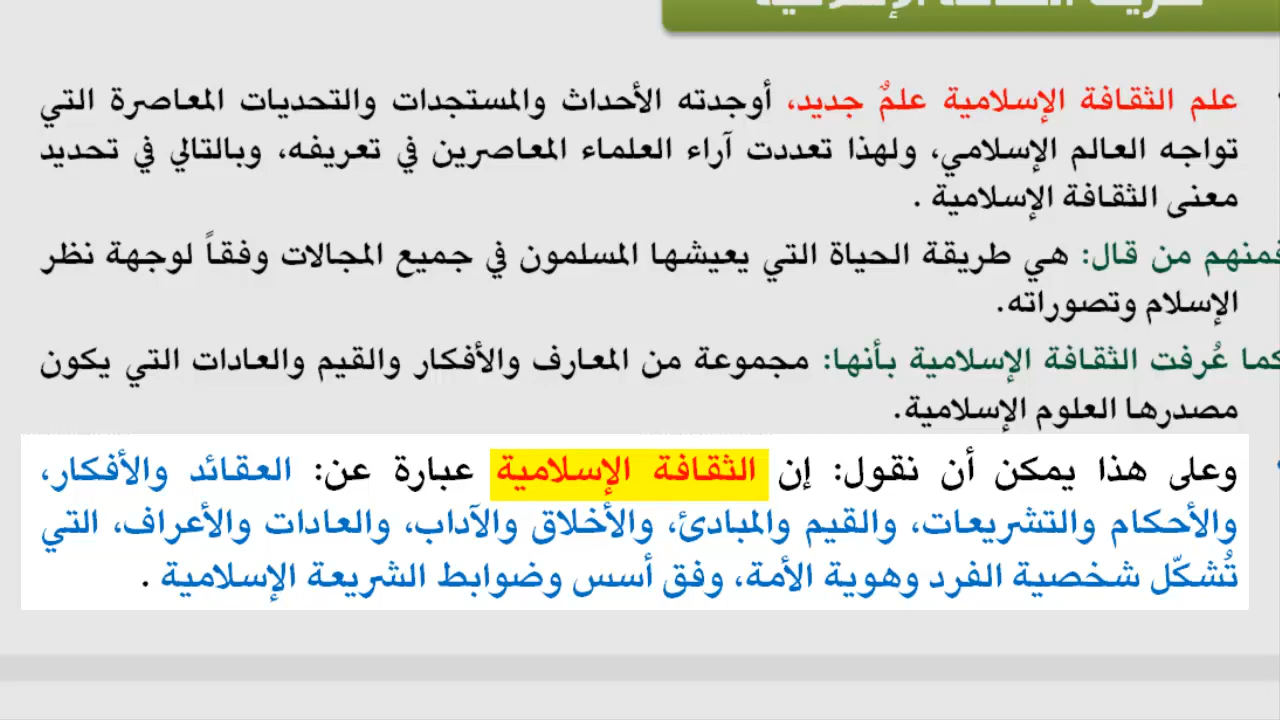 علم الثقافة الإسلامية علمٌ جديد، أوجدته الأحداث والمستجدات والتحديات المعاصرة التي
تواجه العالم الإسلامي، ولهذا تعددت آراء العلماء المعاصرين في تعريفه، وبالتالي في تحديد
معنى الثقافة الإسلامية .
فمنهم من قال: هي طريقة الحياة التي يعيشها المسلمون في جميع المجالات وفقاً لوجهة نظر
الإسلام وتصوراته.
كما عُرفت الثقافة الإسلامية بأنها: مجموعة من المعارف والأفكار والقيم والعادات التي يكون
مصدرها العلوم الإسلامية.
وعلى هذا يمكن أن نقول: إن الثقافة الإسلامية عبارة عن: العقائد والأفكار،
والأحكام والتشريعات، والقيم والمبادئ، والأخلاق والآداب، والعادات والأعراف، التي
تُشكّل شخصية الفرد وهوية الأمة، وفق أسس وضوابط الشريعة الإسلامية .